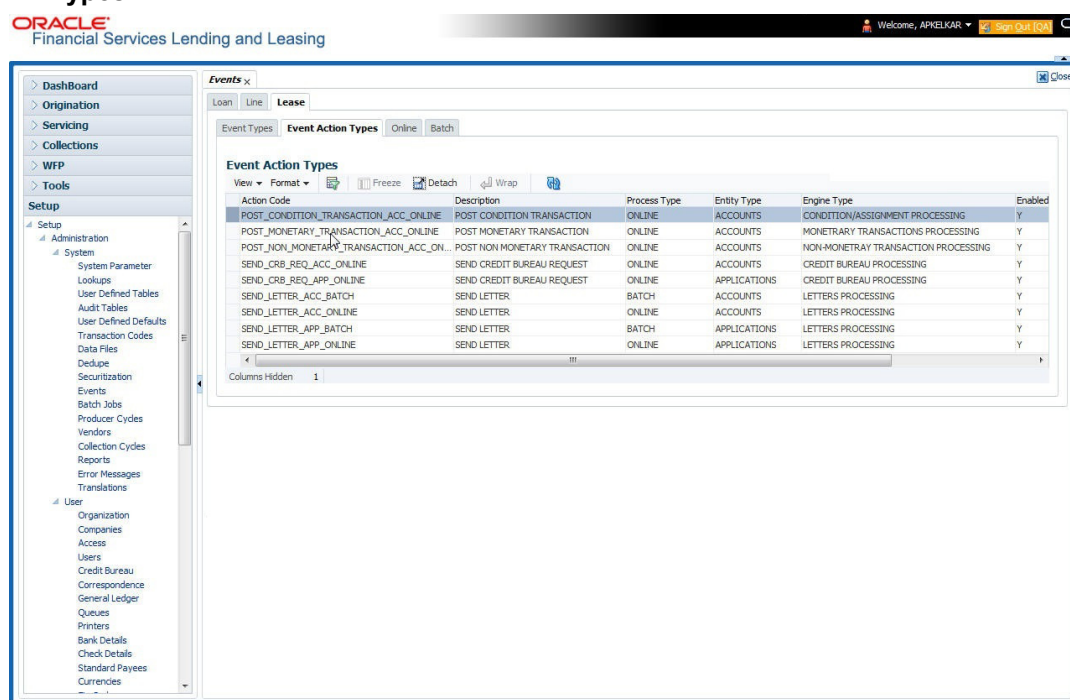 ORACLE
Financial Services Lending and Leasing
Welcome, APKELKAR
Sign Out [QA]
DashBoard
Origination
Servicing
Collections
WFP
Tools
Setup
Setup
Administration
System
System Parameter
Lookups
User Defined Tables
Audit Tables
User Defined Defaults
Transaction Codes
Data Files
Dedupe
Securitization
Events
Batch Jobs
Producer Cycles
Vendors
Collection Cycles
Reports
Error Messages
Translations
User
Organization
Companies
Access
Users
Credit Bureau
Correspondence
General Ledger
Queues
Printers
Bank Details
Check Details
Standard Payees
Currencies
Events
Close
Loan Line Lease
Event Types Event Action Types Online Batch
Event Action Types
View Format Freeze Detach Wrap
Action Code Description Process Type Entity Type Engine Type Enabled
POST_CONDITION_TRANSACTION_ACC_ONLINE POST CONDITION TRANSACTION ONLINE ACCOUNTS CONDITION/ASSIGNMENT PROCESSING Y
POST_MONETARY_TRANSACTION_ACC_ONLINE POST MONETARY TRANSACTION ONLINE ACCOUNTS MONETRARY TRANSACTIONS PROCESSING Y
POST_NON_MONETARY_TRANSACTION_ACC_ON... POST NON MONETARY TRANSACTION ONLINE ACCOUNTS NON-MONETRAY TRANSACTION PROCESSING Y
SEND_CRB_REQ_ACC_ONLINE SEND CREDIT BUREAU REQUEST ONLINE ACCOUNTS CREDIT BUREAU PROCESSING Y
SEND_CRB_REQ_APP_ONLINE SEND CREDIT BUREAU REQUEST ONLINE APPLICATIONS CREDIT BUREAU PROCESSING Y
SEND_LETTER_ACC_BATCH SEND LETTER BATCH ACCOUNTS LETTERS PROCESSING Y
SEND_LETTER_ACC_ONLINE SEND LETTER ONLINE ACCOUNTS LETTERS PROCESSING Y
SEND_LETTER_APP_BATCH SEND LETTER BATCH APPLICATIONS LETTERS PROCESSING Y
SEND_LETTER_APP_ONLINE SEND LETTER ONLINE APPLICATIONS LETTERS PROCESSING Y
Columns Hidden 1